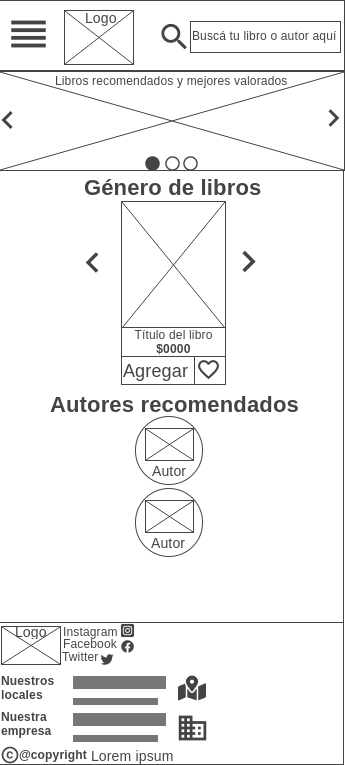 Logo
Buscá tu libro o autor aquí
Libros recomendados y mejores valorados
Género de libros
Título del libro
$0000
Agregar
Autores recomendados
Autor
Autor
Logo
Instagram
Facebook
Twitter
Nuestros
locales
Nuestra
empresa
©@copyright Lorem ipsum